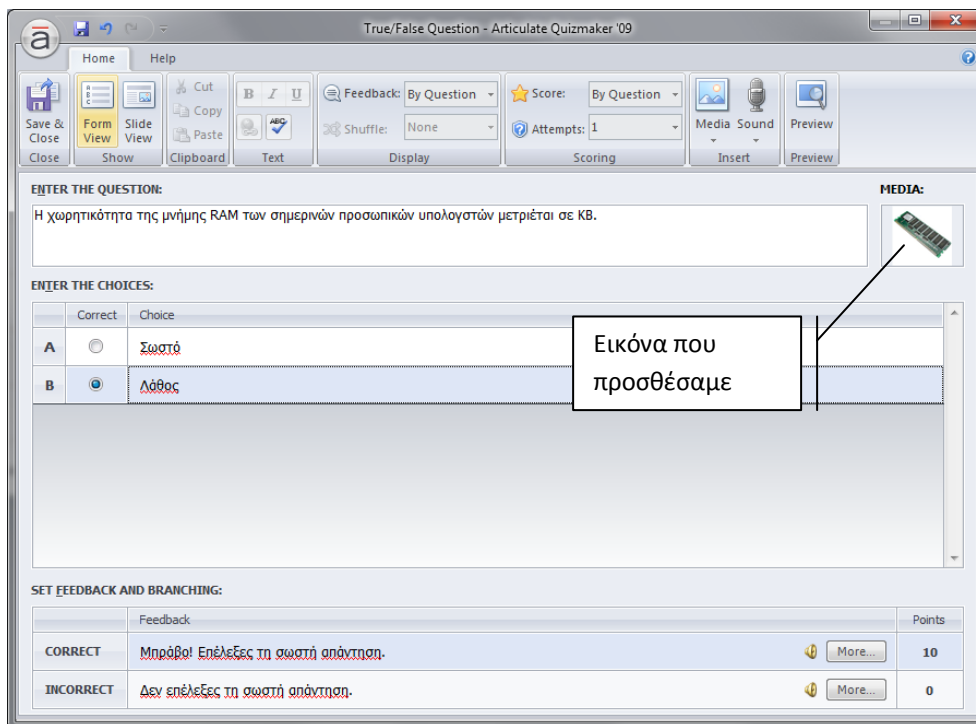 True/False Question - Articulate Quizmaker '09
Home Help
Save & Close
Form View
Slide View
Cut
Copy
Paste
B I U
ABC
Feedback: By Question
Shuffle: None
Score: By Question
Attempts: 1
Media Sound
Preview
Close Show Clipboard Text Display Scoring Insert Preview
ENTER THE QUESTION: MEDIA:
Η χωρητικότητα της μνήμης RAM των σημερινών προσωπικών υπολογστών μετριέται σε KB.
ENTER THE CHOICES:
Correct Choice
A Σωστό
B Λάθος
Εικόνα που
προσθέσαμε
SET FEEDBACK AND BRANCHING:
Feedback Points
CORRECT Μπράβο! Επέλεξες τη σωστή απάντηση. More... 10
INCORRECT Δεν επέλεξες τη σωστή απάντηση. More... 0